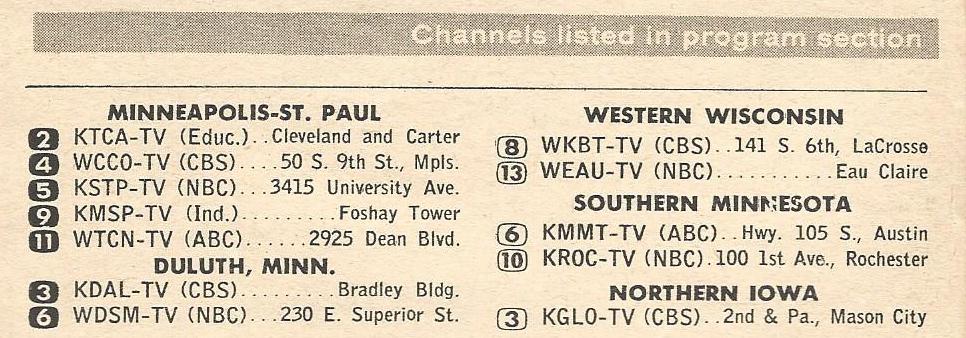 Channels listed in program section
MINNEAPOLIS-ST. PAUL
2 KTCA-TV (Educ.)..Cleveland and Carter
4 WCCO-TV (CBS)....50 S. 9th St., Mpls.
5 KSTP-TV (NBC)...3415 University Ave.
9 KMSP-TV (Ind.).........Foshay Tower
11 WTCN-TV (ABC)......2925 Dean Blvd.
DULUTH, MINN.
3 KDAL-TV (CBS).........Bradley Bldg.
6 WDSM-TV (NBC)...230 E. Superior St.
WESTERN WISCONSIN
8 WKBT-TV (CBS)..141 S. 6th, LaCrosse
13 WEAU-TV (NBC)...........Eau Claire
SOUTHERN MINNESOTA
6 KMMT-TV (ABC)..Hwy. 105 S., Austin
10 KROC-TV (NBC).100 1st Ave., Rochester
NORTHERN IOWA
3 KGLO-TV (CBS)..2nd & Pa., Mason City